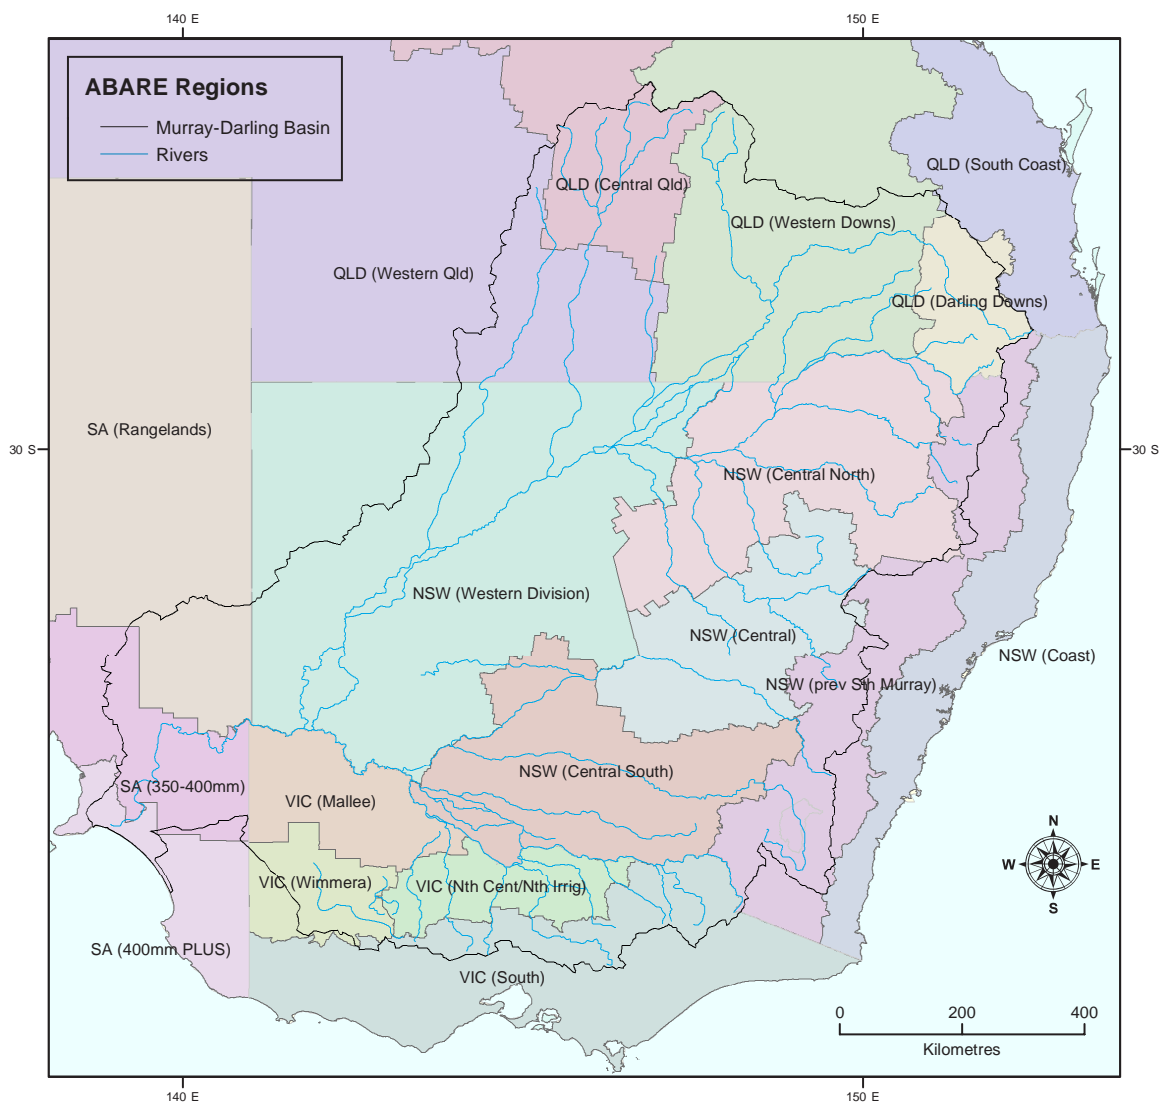 140 E
150 E
ABARE Regions
Murray-Darling Basin
Rivers
QLD (South Coast)
QLD (Central Qld)
QLD (Western Downs)
QLD (Western Qld)
QLD (Darling Downs)
SA (Rangelands)
30 S
30 S
NSW (Central North)
NSW (Western Division)
NSW (Central)
NSW (Coast)
NSW (prev Sth Murray)
NSW (Central South)
SA (350-400mm)
VIC (Mallee)
N
W
E
S
VIC (Wimmera)
VIC (Nth Cent/Nth Irrig)
SA (400mm PLUS)
VIC (South)
0
200
400
Kilometres
140 E
150 E